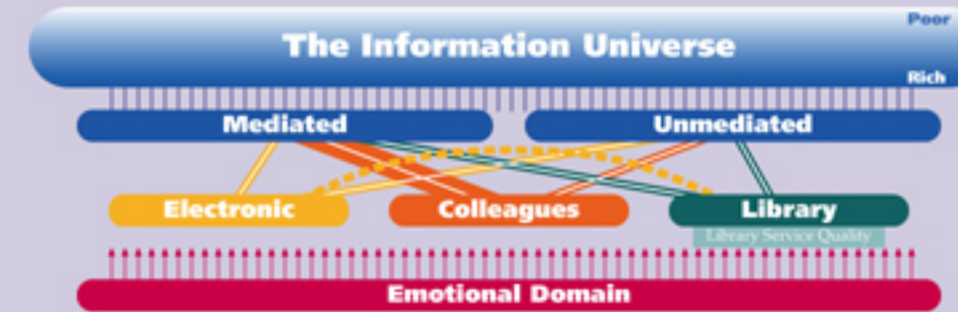 Poor
The Information Universe
Rich
Mediated
Unmediated
Electronic
Colleagues
Library
Library Service Quality
Emotional Domain